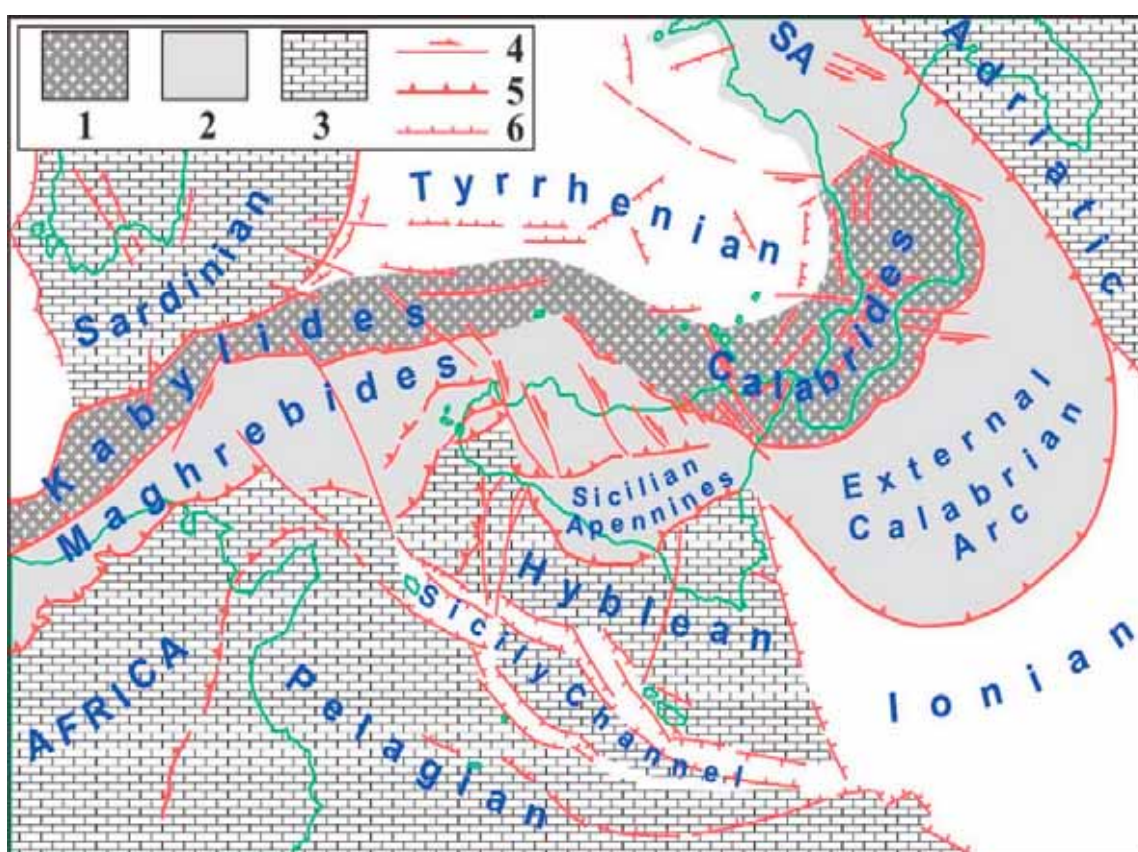 1
2
3
4
5
6
SA
Adriatic
Tyrrhenian
Sardinian
Kabylides
Calabrides
Maghrebides
External
Calabrian
Arc
Sicilian
Apennines
Hyblean
Sicily Channel
AFRICA
Pelagian
Ionian